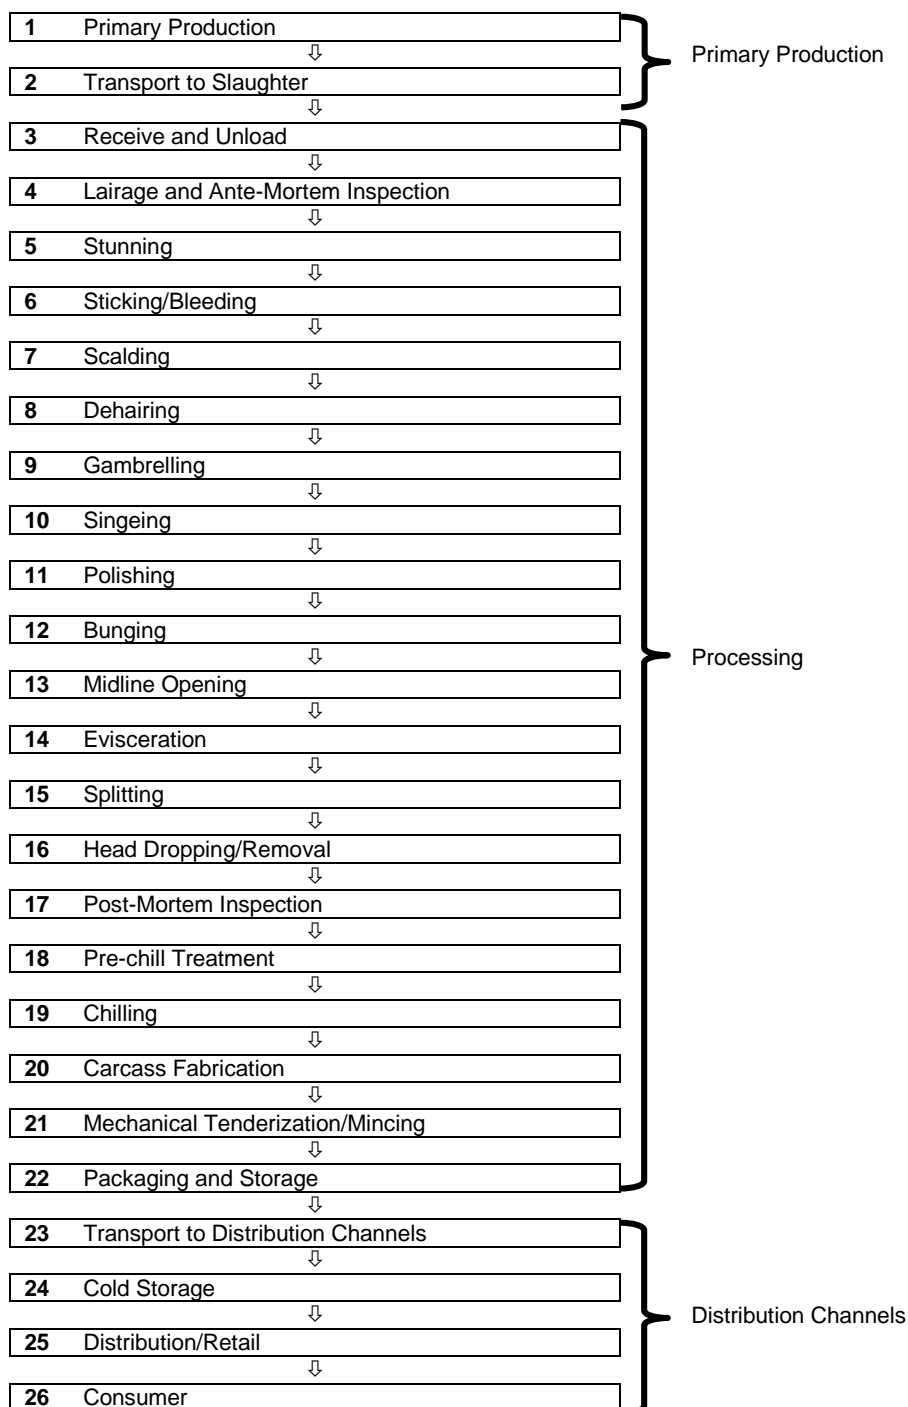 1 Primary Production
⇩
Primary Production
2 Transport to Slaughter
⇩
3 Receive and Unload
⇩
4 Lairage and Ante-Mortem Inspection
⇩
5 Stunning
⇩
6 Sticking/Bleeding
⇩
7 Scalding
⇩
8 Dehairing
⇩
9 Gambrelling
⇩
10 Singeing
⇩
11 Polishing
⇩
12 Bunging
⇩
Processing
13 Midline Opening
⇩
14 Evisceration
⇩
15 Splitting
⇩
16 Head Dropping/Removal
⇩
17 Post-Mortem Inspection
⇩
18 Pre-chill Treatment
⇩
19 Chilling
⇩
20 Carcass Fabrication
⇩
21 Mechanical Tenderization/Mincing
⇩
22 Packaging and Storage
⇩
23 Transport to Distribution Channels
⇩
24 Cold Storage
⇩
Distribution Channels
25 Distribution/Retail
⇩
26 Consumer